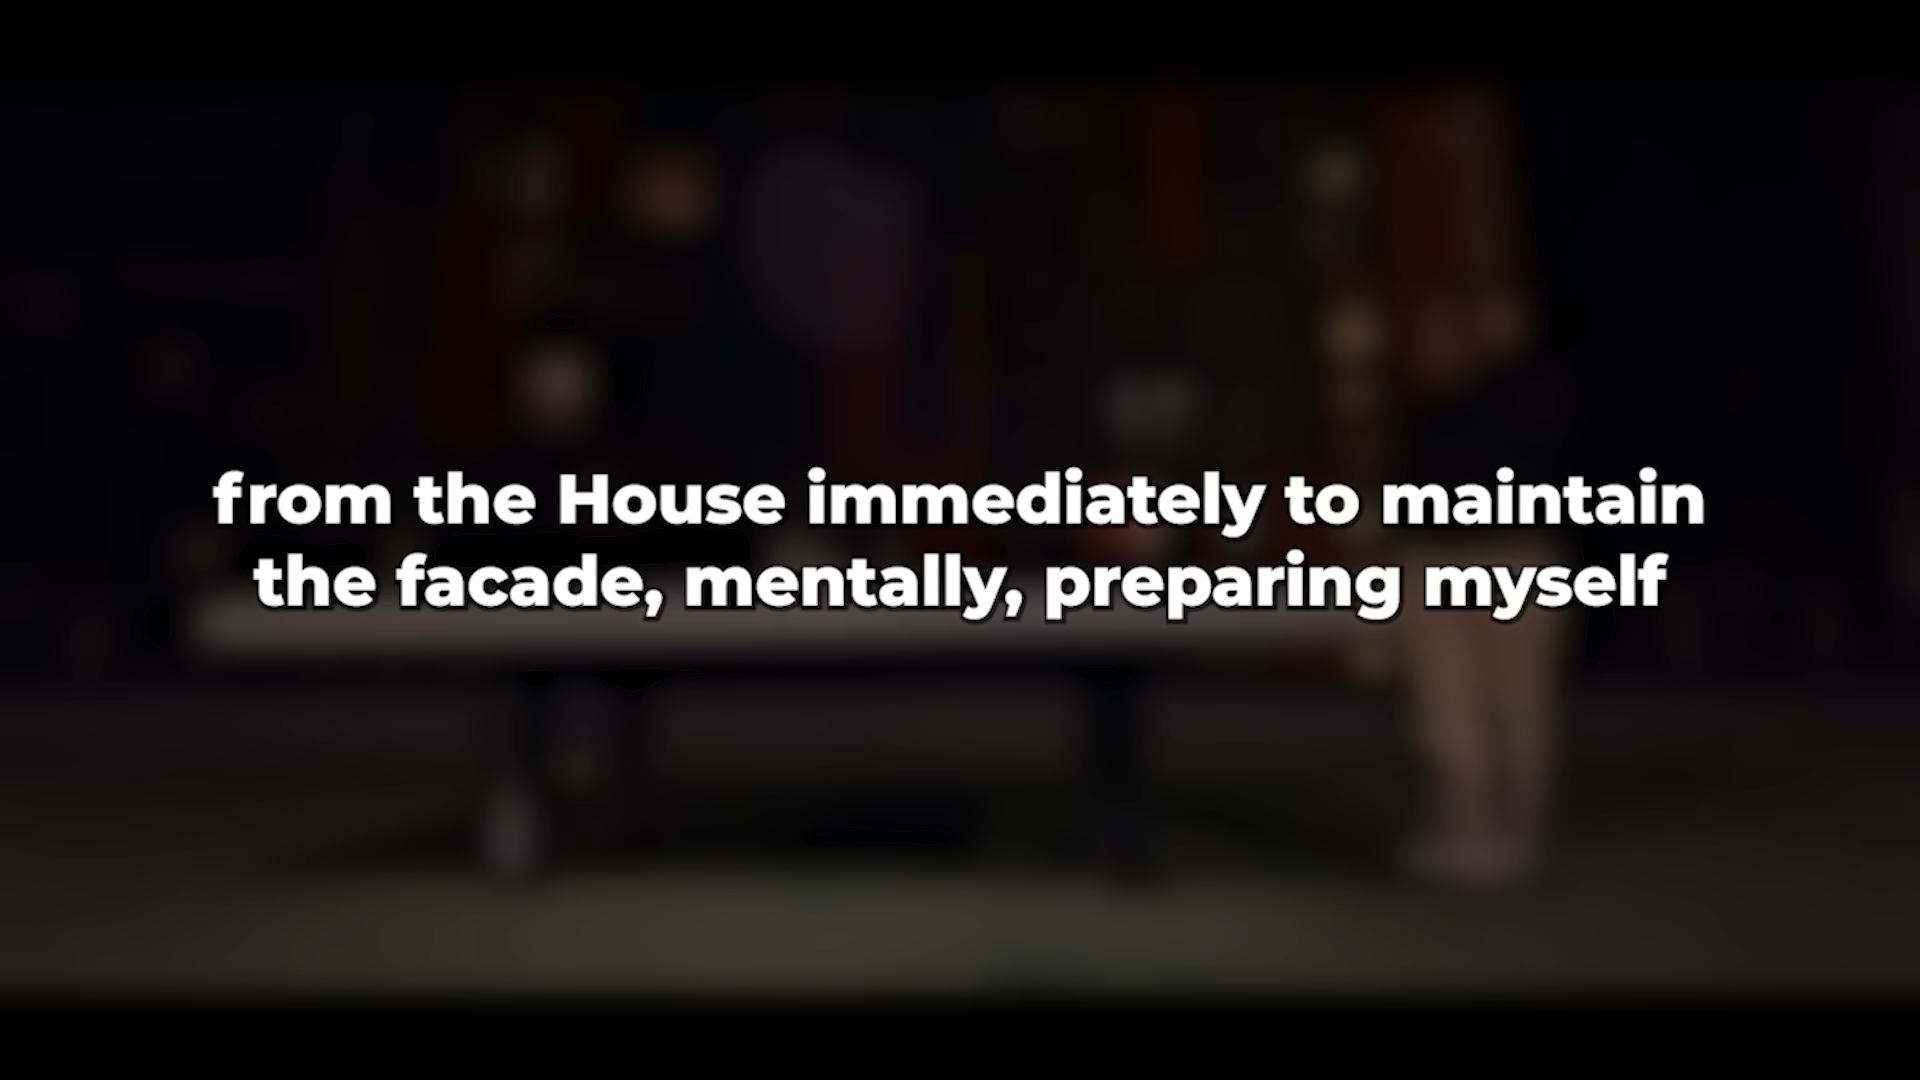 from the House immediately to maintain
the facade, mentally, preparing myself